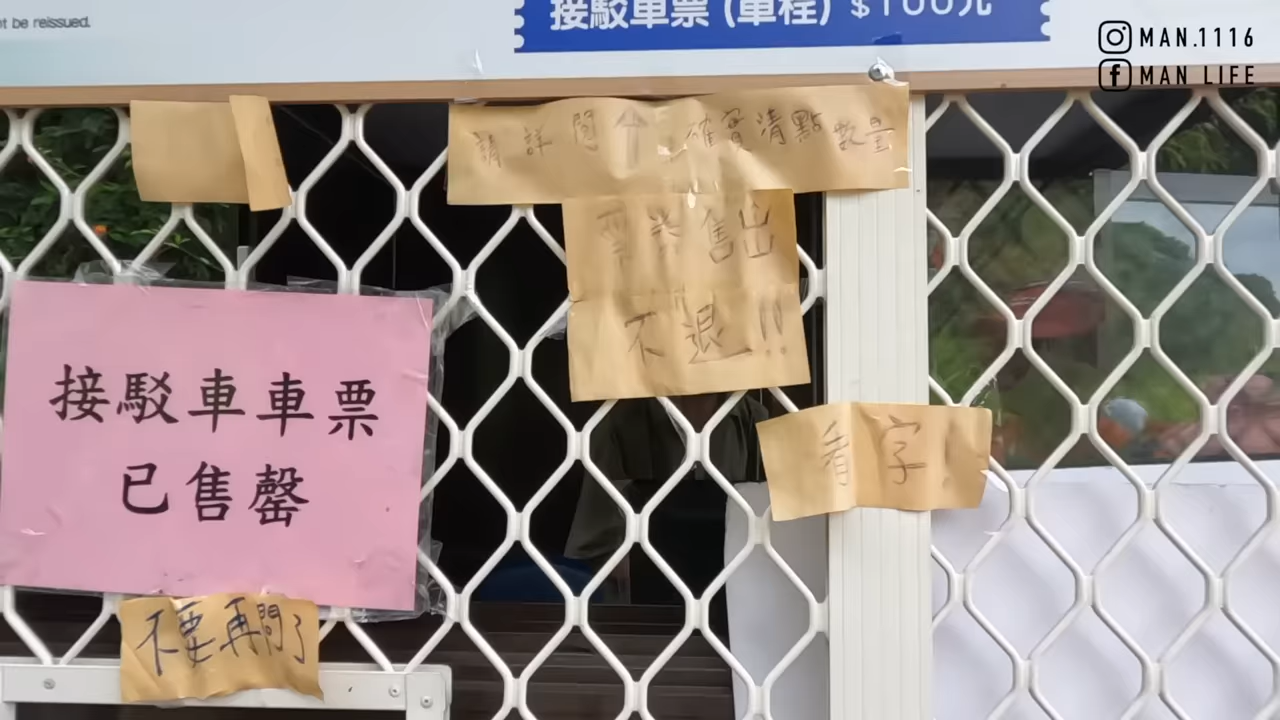 t be reissued.
接駁車票 (車程) $100元
MAN.1116
MAN LIFE
請詳閱↑確實清點數量
票券售出
不退!!
接駁車車票
已售罄
看字!
不要再問了